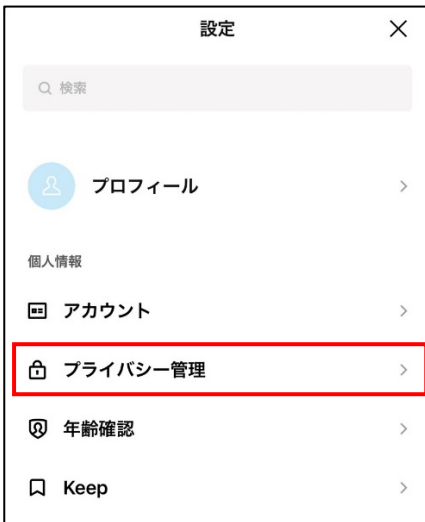 設定
検索
プロフィール
個人情報
アカウント
プライバシー管理
年齢確認
Keep